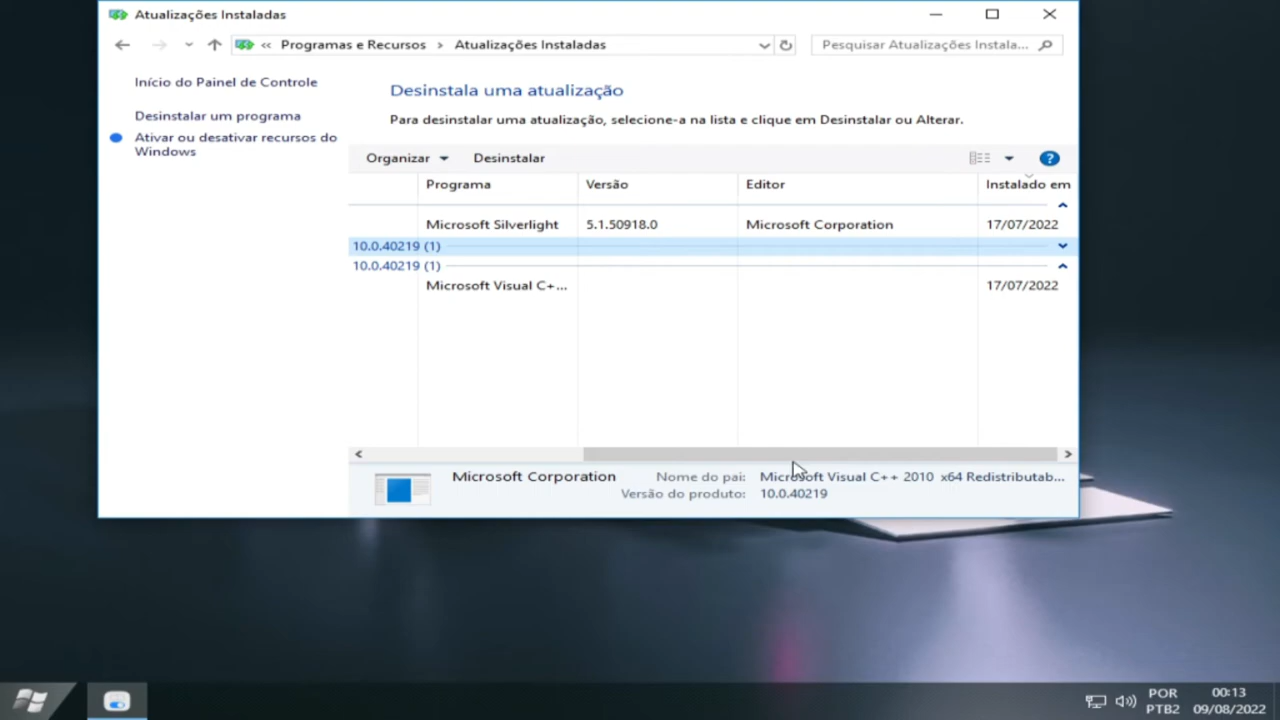 Atualizações Instaladas
« Programas e Recursos › Atualizações Instaladas
Pesquisar Atualizações Instala...
Início do Painel de Controle
Desinstalar um programa
Ativar ou desativar recursos do
Windows
Desinstala uma atualização
Para desinstalar uma atualização, selecione-a na lista e clique em Desinstalar ou Alterar.
Organizar Desinstalar
?
Programa Versão Editor Instalado em
Microsoft Silverlight 5.1.50918.0 Microsoft Corporation 17/07/2022
10.0.40219 (1)
10.0.40219 (1)
Microsoft Visual C+... 17/07/2022
Microsoft Corporation Nome do pai: Microsoft Visual C++ 2010 x64 Redistributab...
Versão do produto: 10.0.40219
POR 00:13
PTB2 09/08/2022